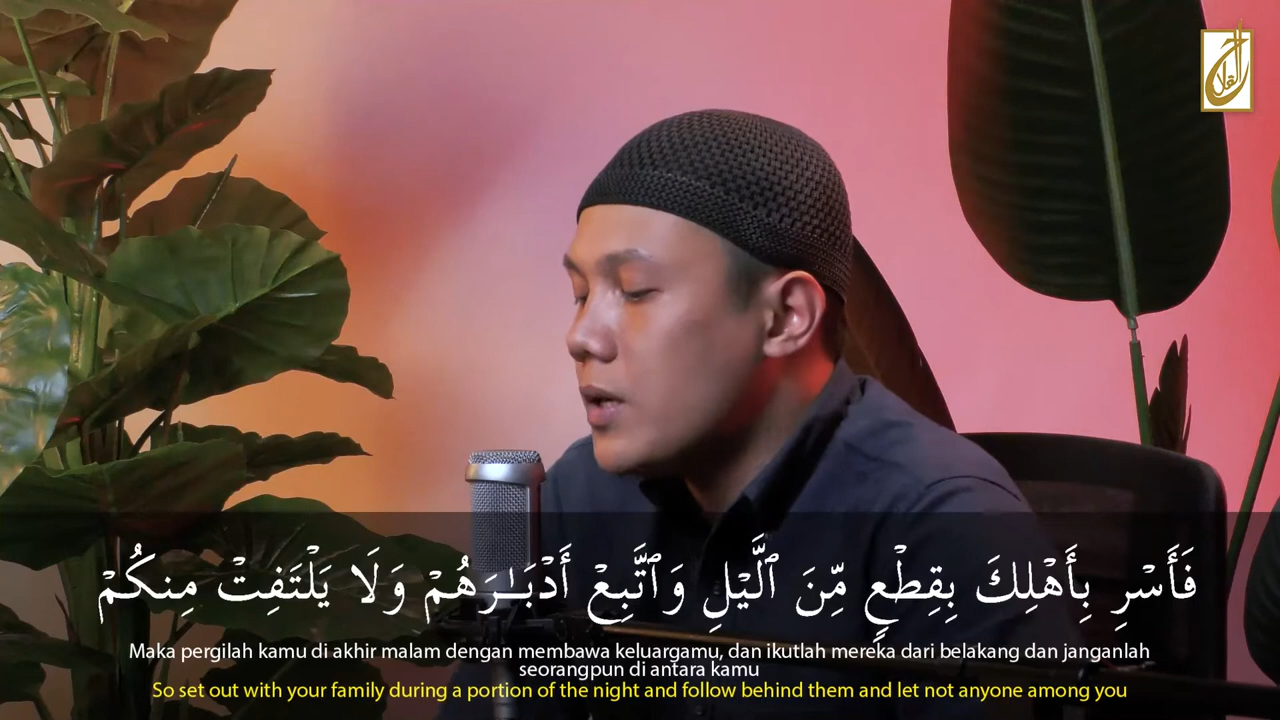 فَأَسْرِ بِأَهْلِكَ بِقِطْعٍ مِّنَ ٱلَّيْلِ وَٱتَّبِعْ أَدْبَـٰرَهُمْ وَلَا يَلْتَفِتْ مِنكُمْ
Maka pergilah kamu di akhir malam dengan membawa keluargamu, dan ikutlah mereka dari belakang dan janganlah
seorangpun di antara kamu
So set out with your family during a portion of the night and follow behind them and let not anyone among you